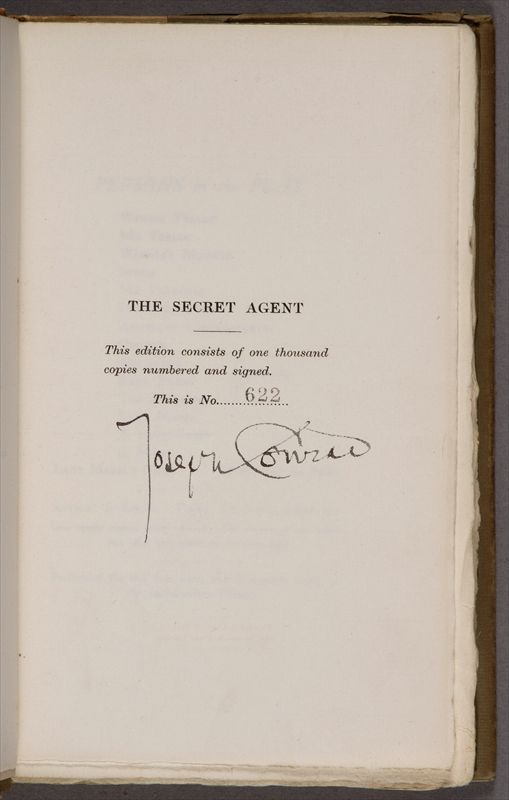 THE SECRET AGENT
This edition consists of one thousand
copies numbered and signed.
This is No........622........
Joseph Conrad